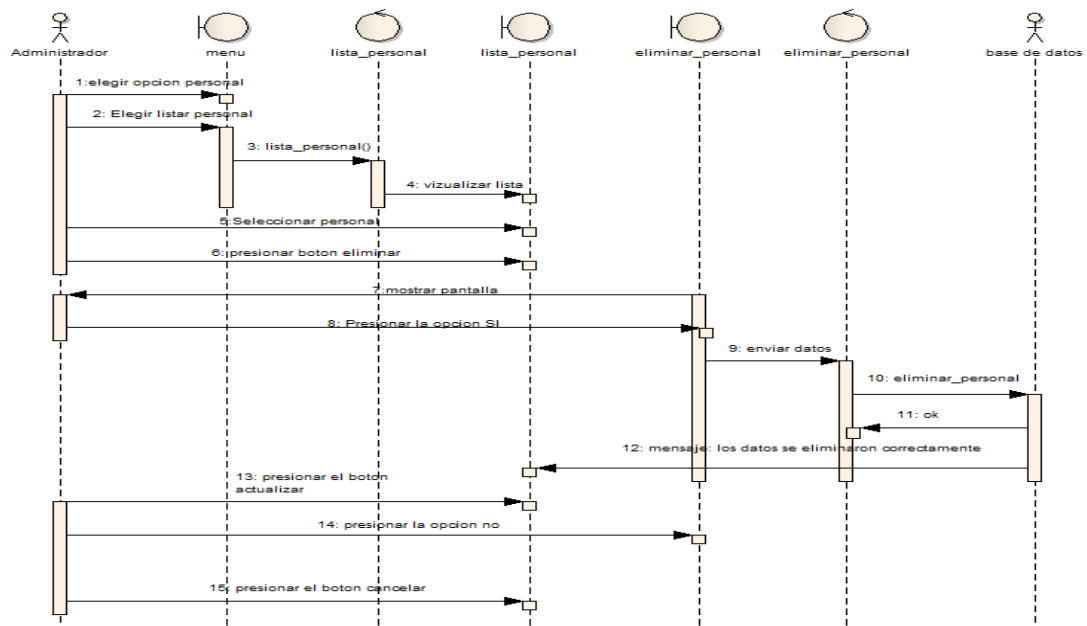 Administrador
menu
lista_personal
lista_personal
eliminar_personal
eliminar_personal
base de datos
1:elegir opcion personal
2: Elegir listar personal
3: lista_personal()
4: vizualizar lista
5:Seleccionar personal
6: presionar boton eliminar
7:mostrar pantalla
8: Presionar la opcion SI
9: enviar datos
10: eliminar_personal
11: ok
12: mensaje: los datos se eliminaron correctamente
13: presionar el boton
actualizar
14: presionar la opcion no
15: presionar el boton cancelar